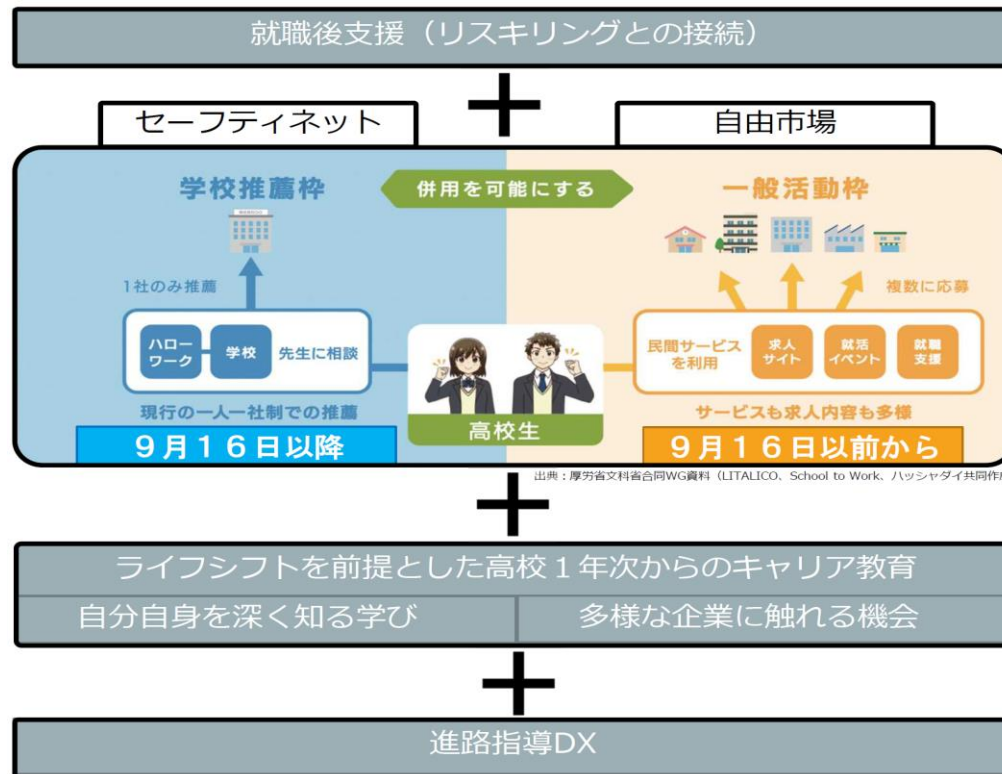 就職後支援（リスキリングとの接続）
セーフティネット
自由市場
学校推薦枠
併用を可能にする
一般活動枠
1社のみ推薦
複数に応募
ハロー
ワーク
学校
先生に相談
民間サービス
を利用
求人
サイト
就活
イベント
就職
支援
現行の一人一社制での推薦
高校生
サービスも求人内容も多様
９月１６日以降
９月１６日以前から
出典：厚労省文科省合同WG資料（LITALICO、School to Work、ハッシャダイ共同作成
ライフシフトを前提とした高校１年次からのキャリア教育
自分自身を深く知る学び
多様な企業に触れる機会
進路指導DX